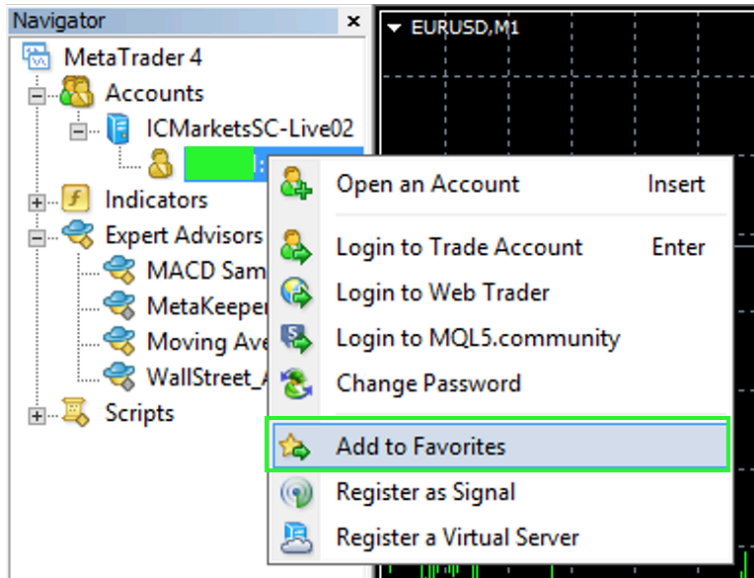 Navigator
EURUSD,M1
MetaTrader 4
Accounts
ICMarketsSC-Live02
Indicators
Expert Advisors
MACD Sam
MetaKeeper
Moving Ave
WallStreet_
Scripts
Open an Account Insert
Login to Trade Account Enter
Login to Web Trader
Login to MQL5.community
Change Password
Add to Favorites
Register as Signal
Register a Virtual Server